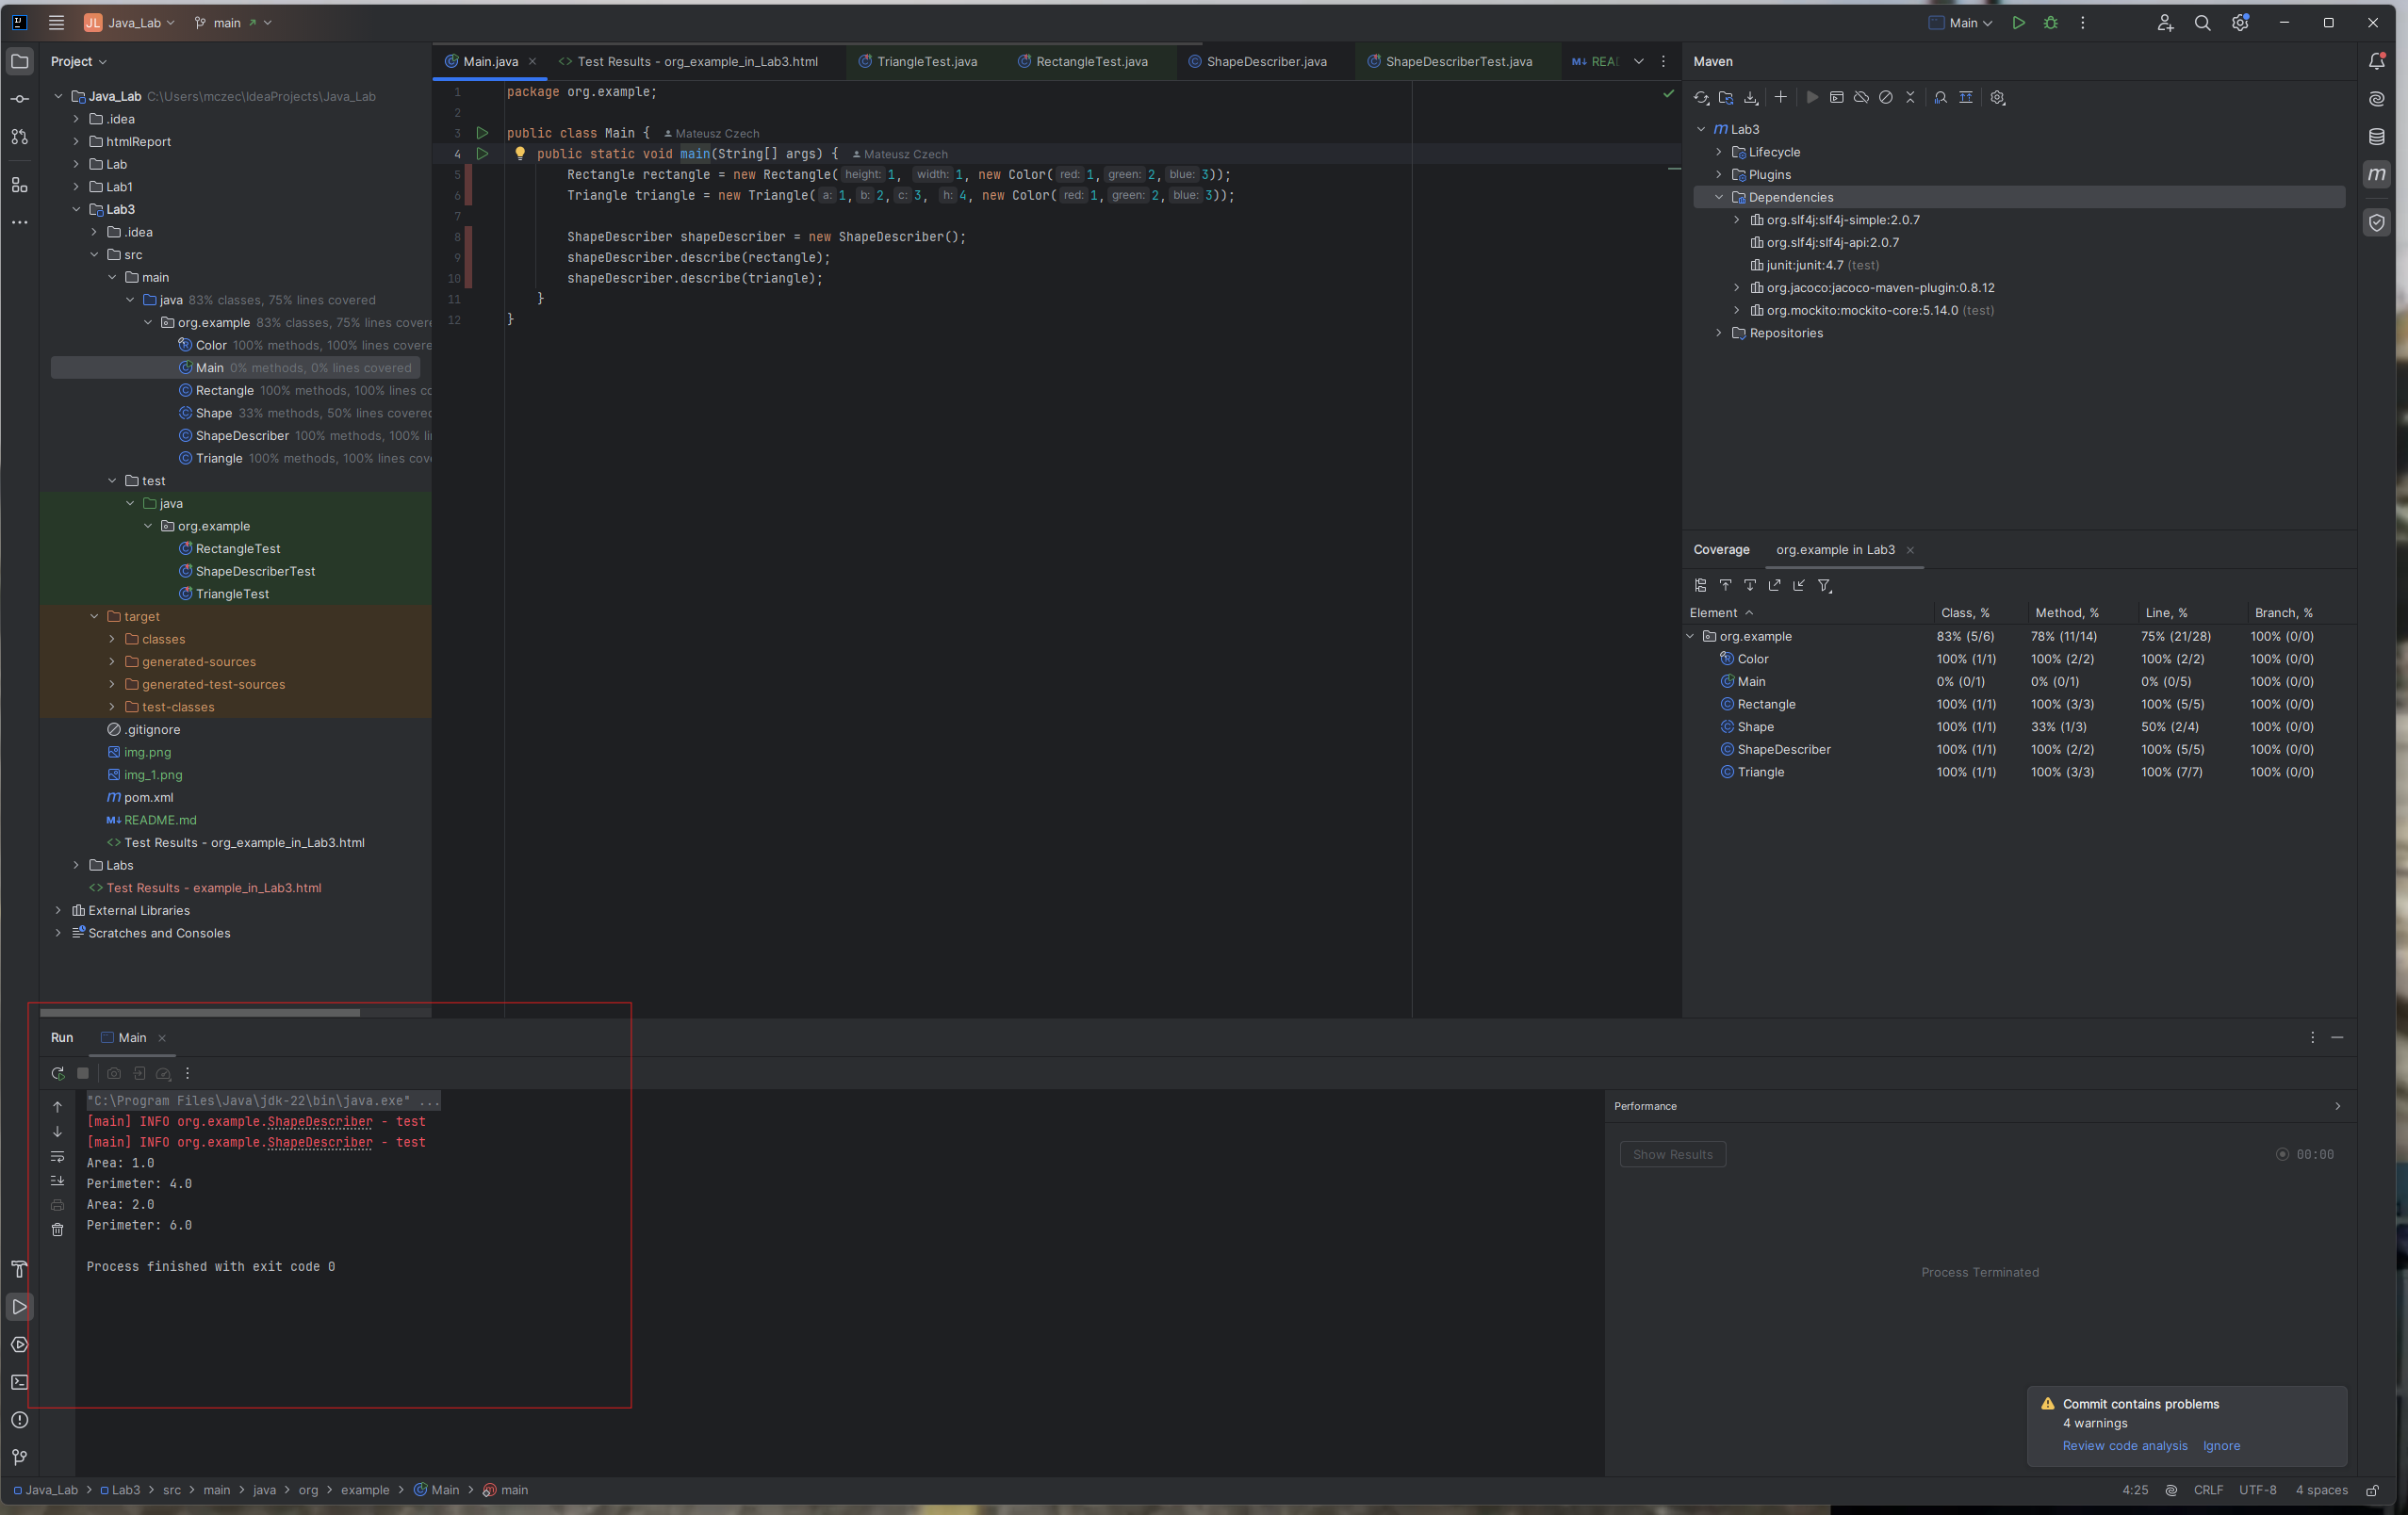 JL Java_Lab main Main
Project
Java_Lab C:\Users\mczec\IdeaProjects\Java_Lab
.idea
htmlReport
Lab
Lab1
Lab3
.idea
src
main
java 83% classes, 75% lines covered
org.example 83% classes, 75% lines covere
Color 100% methods, 100% lines covere
Main 0% methods, 0% lines covered
Rectangle 100% methods, 100% lines co
Shape 33% methods, 50% lines covered
ShapeDescriber 100% methods, 100% li
Triangle 100% methods, 100% lines cov
test
java
org.example
RectangleTest
ShapeDescriberTest
TriangleTest
target
classes
generated-sources
generated-test-sources
test-classes
.gitignore
img.png
img_1.png
pom.xml
README.md
Test Results - org_example_in_Lab3.html
Labs
Test Results - example_in_Lab3.html
External Libraries
Scratches and Consoles
Main.java Test Results - org_example_in_Lab3.html TriangleTest.java RectangleTest.java ShapeDescriber.java ShapeDescriberTest.java REA
1 package org.example;
2
3 public class Main { Mateusz Czech
4 public static void main(String[] args) { Mateusz Czech
5 Rectangle rectangle = new Rectangle( height: 1, width: 1, new Color( red: 1, green: 2, blue: 3));
6 Triangle triangle = new Triangle( a: 1, b: 2, c: 3, h: 4, new Color( red: 1, green: 2, blue: 3));
7
8 ShapeDescriber shapeDescriber = new ShapeDescriber();
9 shapeDescriber.describe(rectangle);
10 shapeDescriber.describe(triangle);
11 }
12 }
Maven
m Lab3
Lifecycle
Plugins
Dependencies
org.slf4j:slf4j-simple:2.0.7
org.slf4j:slf4j-api:2.0.7
junit:junit:4.7 (test)
org.jacoco:jacoco-maven-plugin:0.8.12
org.mockito:mockito-core:5.14.0 (test)
Repositories
Coverage org.example in Lab3
Element Class, % Method, % Line, % Branch, %
org.example 83% (5/6) 78% (11/14) 75% (21/28) 100% (0/0)
Color 100% (1/1) 100% (2/2) 100% (2/2) 100% (0/0)
Main 0% (0/1) 0% (0/1) 0% (0/5) 100% (0/0)
Rectangle 100% (1/1) 100% (3/3) 100% (5/5) 100% (0/0)
Shape 100% (1/1) 33% (1/3) 50% (2/4) 100% (0/0)
ShapeDescriber 100% (1/1) 100% (2/2) 100% (5/5) 100% (0/0)
Triangle 100% (1/1) 100% (3/3) 100% (7/7) 100% (0/0)
Run Main
"C:\Program Files\Java\jdk-22\bin\java.exe" ...
[main] INFO org.example.ShapeDescriber - test
[main] INFO org.example.ShapeDescriber - test
Area: 1.0
Perimeter: 4.0
Area: 2.0
Perimeter: 6.0
Process finished with exit code 0
Performance
Show Results 00:00
Process Terminated
Commit contains problems
4 warnings
Review code analysis Ignore
Java_Lab > Lab3 > src > main > java > org > example > Main > main 4:25 CRLF UTF-8 4 spaces